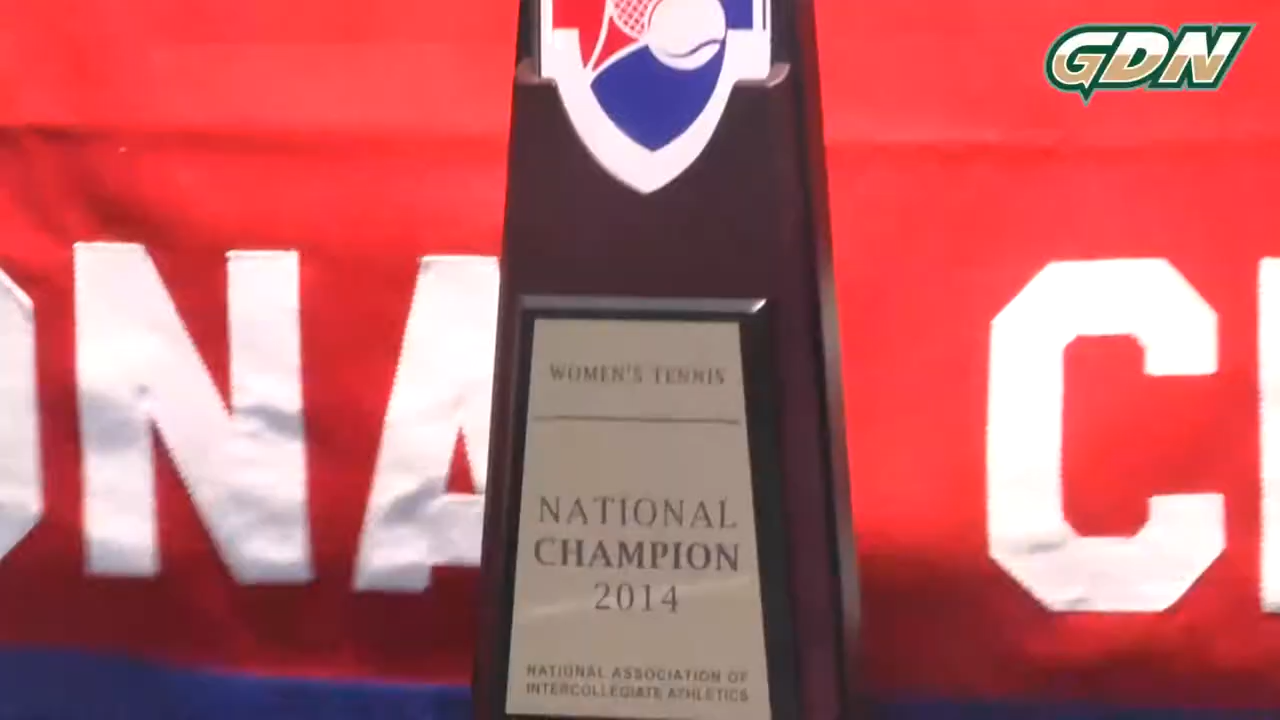 GDN
ONA C
WOMEN'S TENNIS
NATIONAL
CHAMPION
2014
NATIONAL ASSOCIATION OF
INTERCOLLEGIATE ATHLETICS